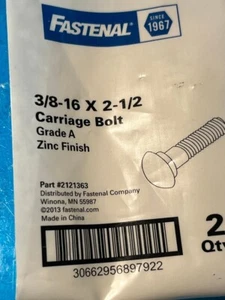 FASTENAL
SINCE
1967
3/8-16 X 2-1/2
Carriage Bolt
Grade A
Zinc Finish
Part #2121363
Distributed by Fastenal Company
Winona, MN 55987
©2013 fastenal.com
Made in China
2
Qty
30662956897922